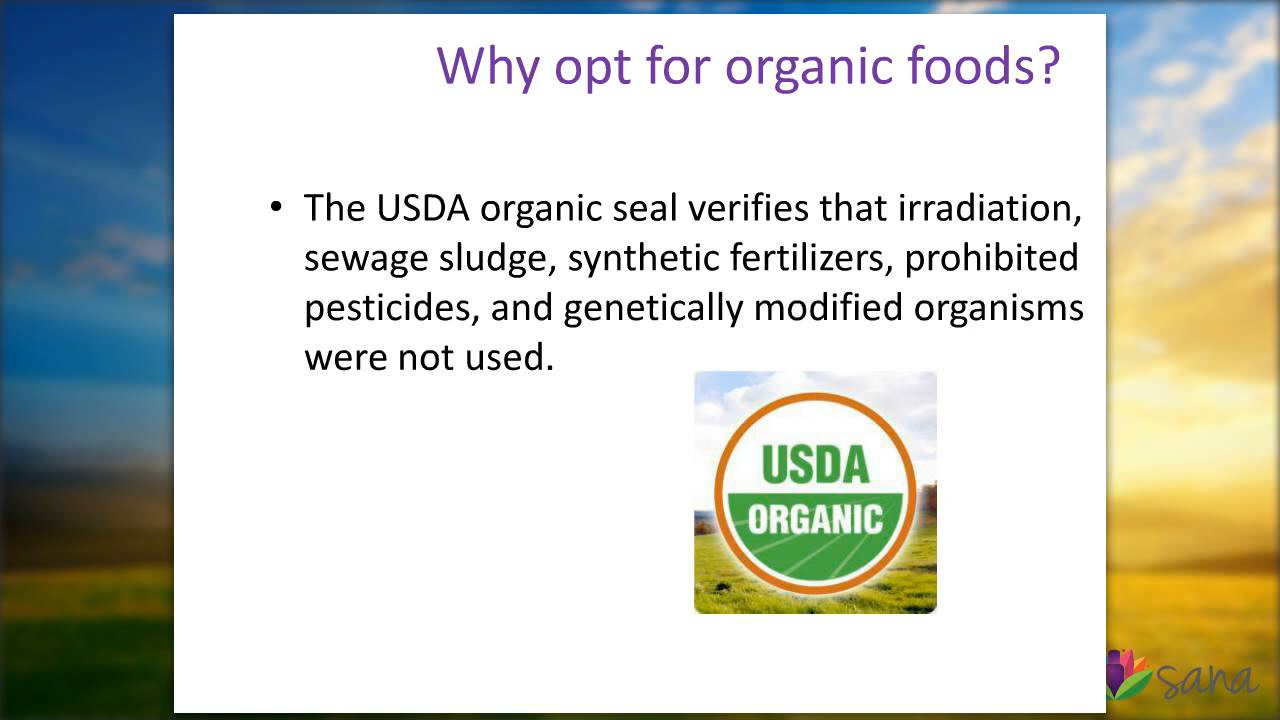 Why opt for organic foods?
• The USDA organic seal verifies that irradiation,
sewage sludge, synthetic fertilizers, prohibited
pesticides, and genetically modified organisms
were not used.
USDA
ORGANIC
sana